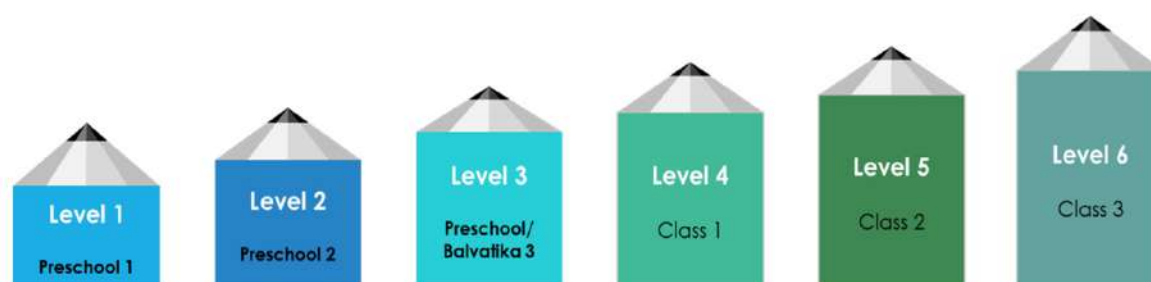 Level 1
Preschool 1
Level 2
Preschool 2
Level 3
Preschool/
Balvatika 3
Level 4
Class 1
Level 5
Class 2
Level 6
Class 3